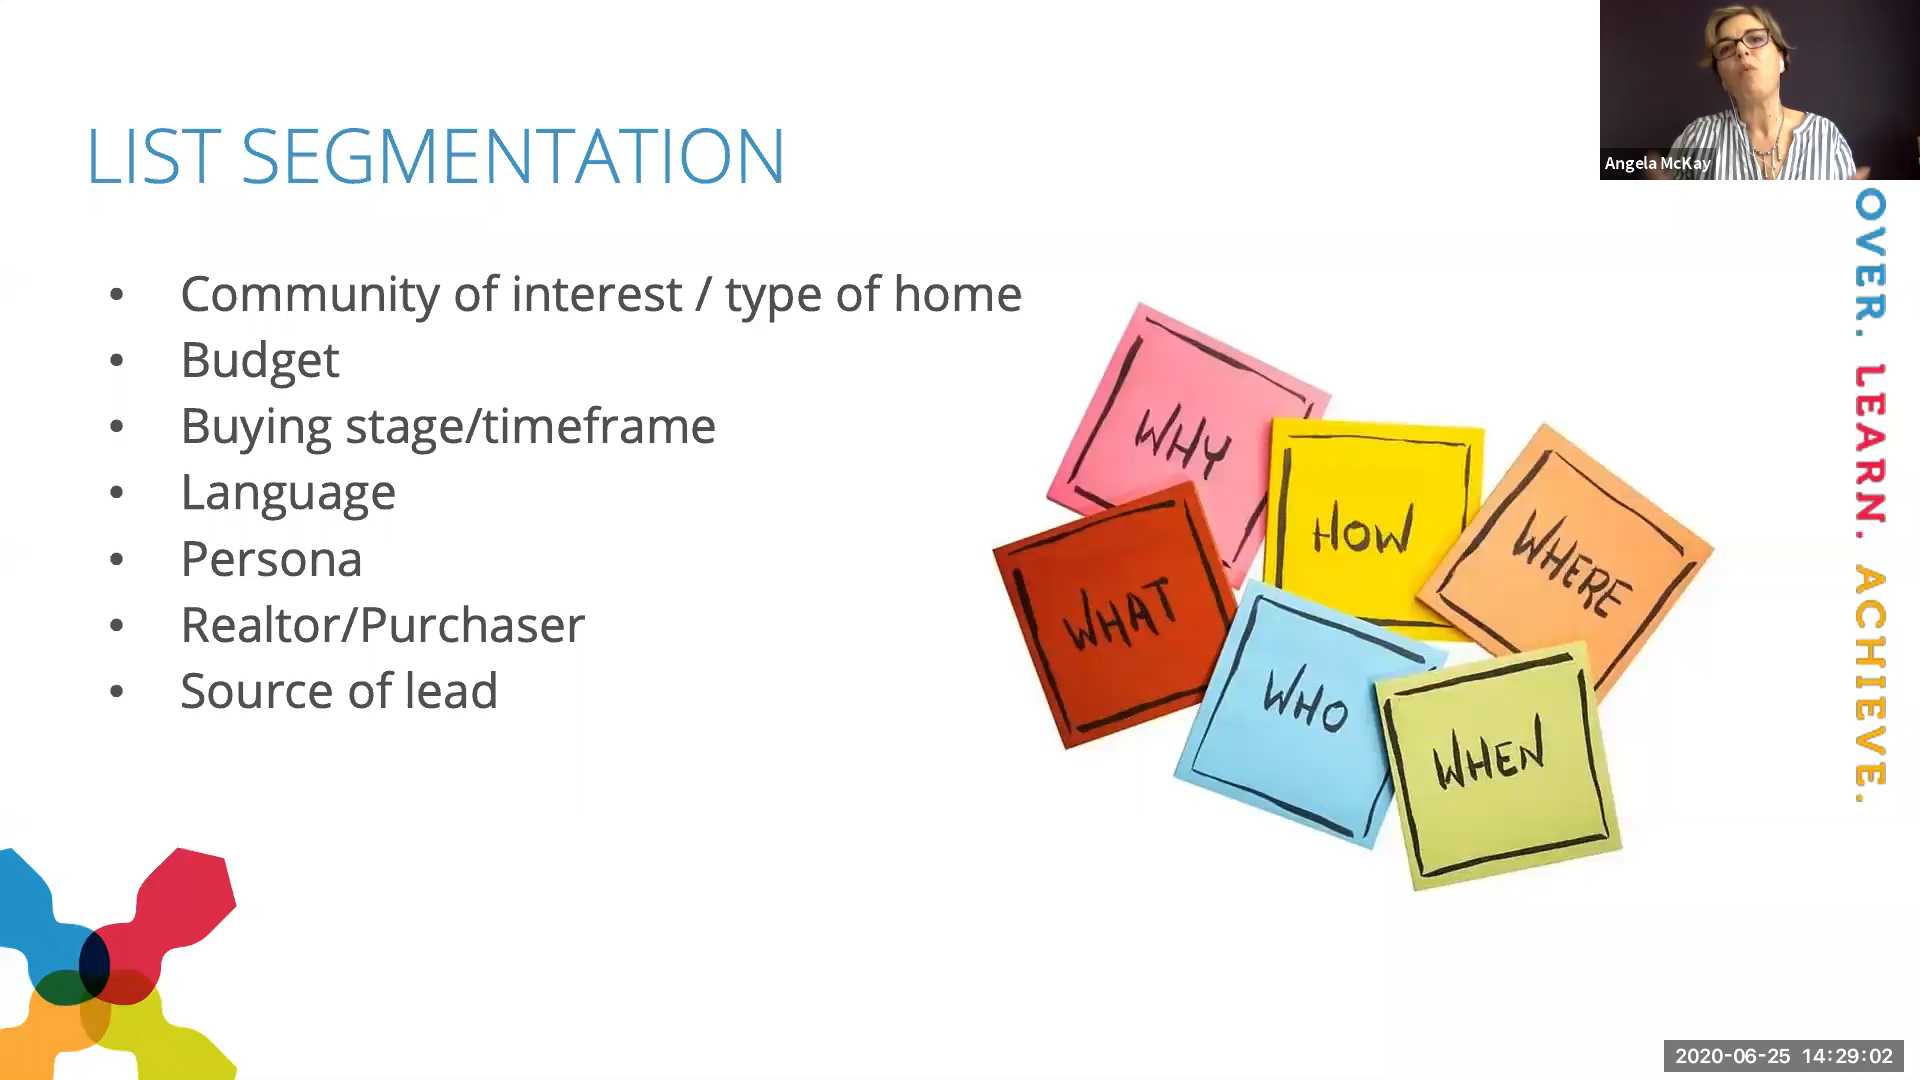 LIST SEGMENTATION
Angela McKay
• Community of interest / type of home
• Budget
• Buying stage/timeframe
• Language
• Persona
• Realtor/Purchaser
• Source of lead
WHY
HOW
WHERE
WHAT
WHO
WHEN
OVER. LEARN. ACHIEVE.
2020-06-25 14:29:02